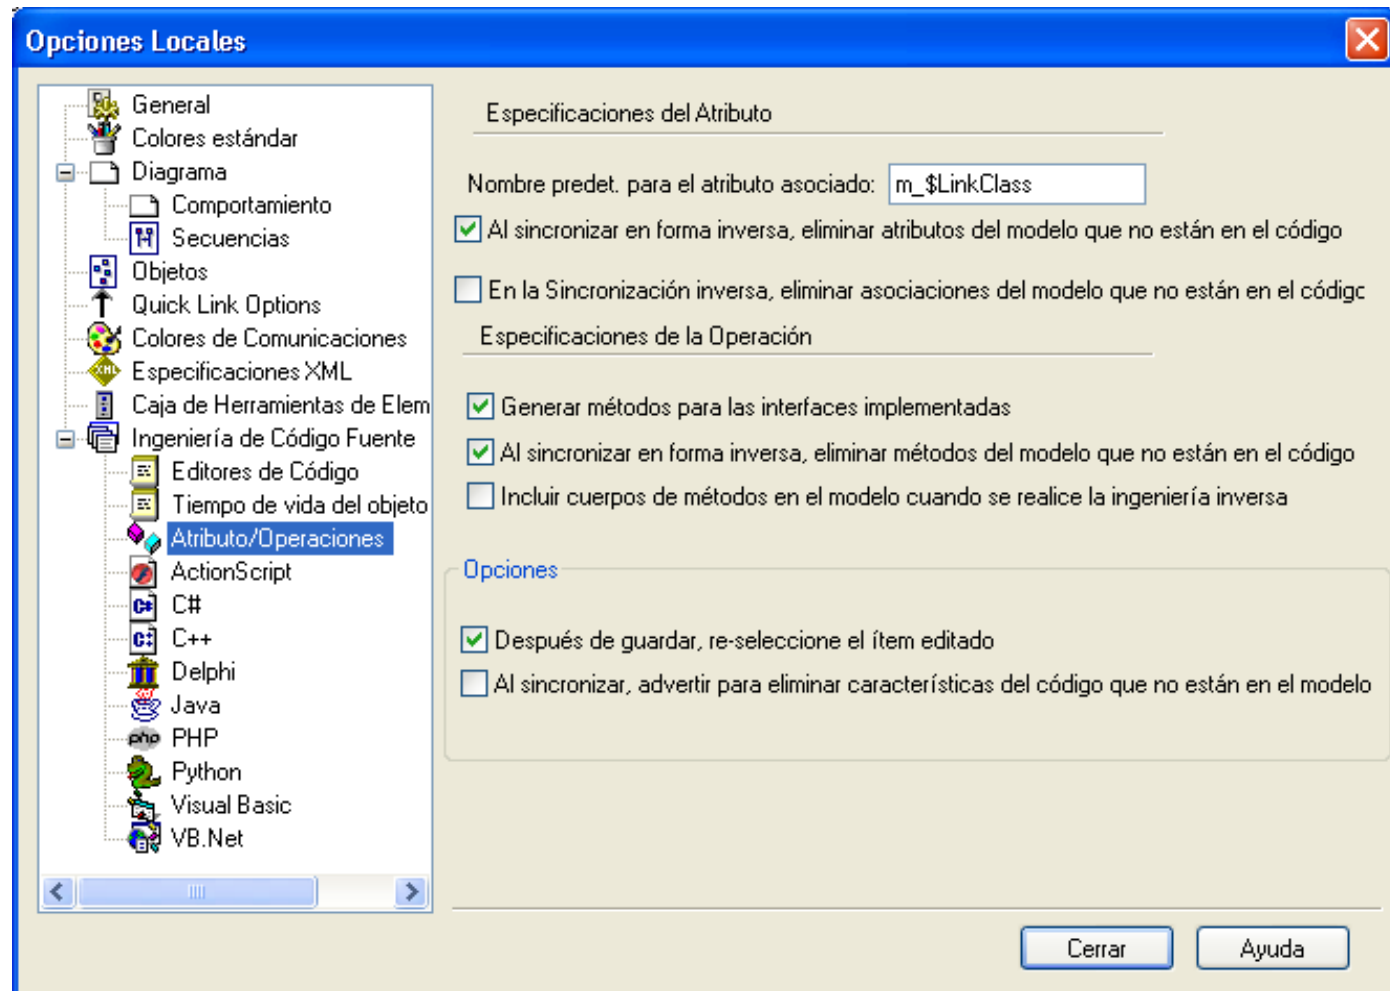 Opciones Locales
General
Colores estándar
Diagrama
Comportamiento
Secuencias
Objetos
Quick Link Options
Colores de Comunicaciones
Especificaciones XML
Caja de Herramientas de Elem
Ingeniería de Código Fuente
Editores de Código
Tiempo de vida del objeto
Atributo/Operaciones
ActionScript
C#
C++
Delphi
Java
PHP
Python
Visual Basic
VB.Net
Especificaciones del Atributo
Nombre predet. para el atributo asociado: m_$LinkClass
Al sincronizar en forma inversa, eliminar atributos del modelo que no están en el código
En la Sincronización inversa, eliminar asociaciones del modelo que no están en el códigc
Especificaciones de la Operación
Generar métodos para las interfaces implementadas
Al sincronizar en forma inversa, eliminar métodos del modelo que no están en el código
Incluir cuerpos de métodos en el modelo cuando se realice la ingeniería inversa
Opciones
Después de guardar, re-seleccione el ítem editado
Al sincronizar, advertir para eliminar características del código que no están en el modelo
Cerrar
Ayuda